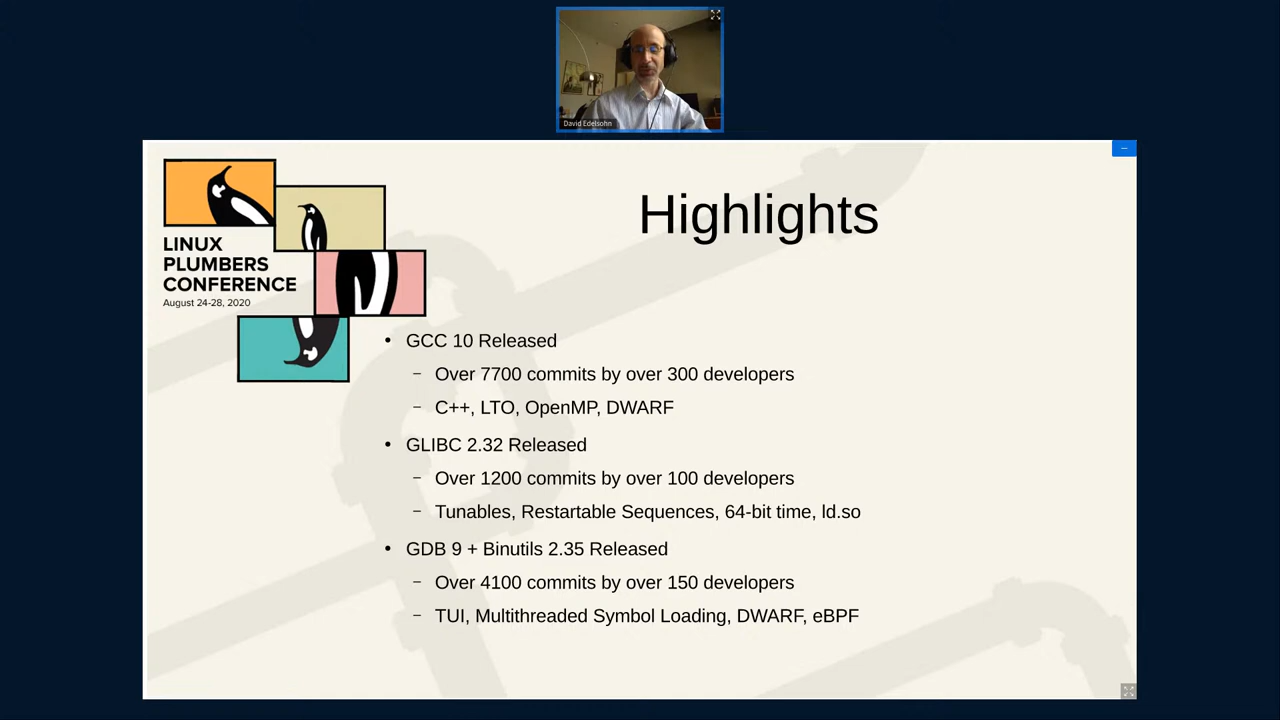 David Edelsohn
LINUX
PLUMBERS
CONFERENCE
August 24-28, 2020
Highlights
• GCC 10 Released
– Over 7700 commits by over 300 developers
– C++, LTO, OpenMP, DWARF
• GLIBC 2.32 Released
– Over 1200 commits by over 100 developers
– Tunables, Restartable Sequences, 64-bit time, ld.so
• GDB 9 + Binutils 2.35 Released
– Over 4100 commits by over 150 developers
– TUI, Multithreaded Symbol Loading, DWARF, eBPF